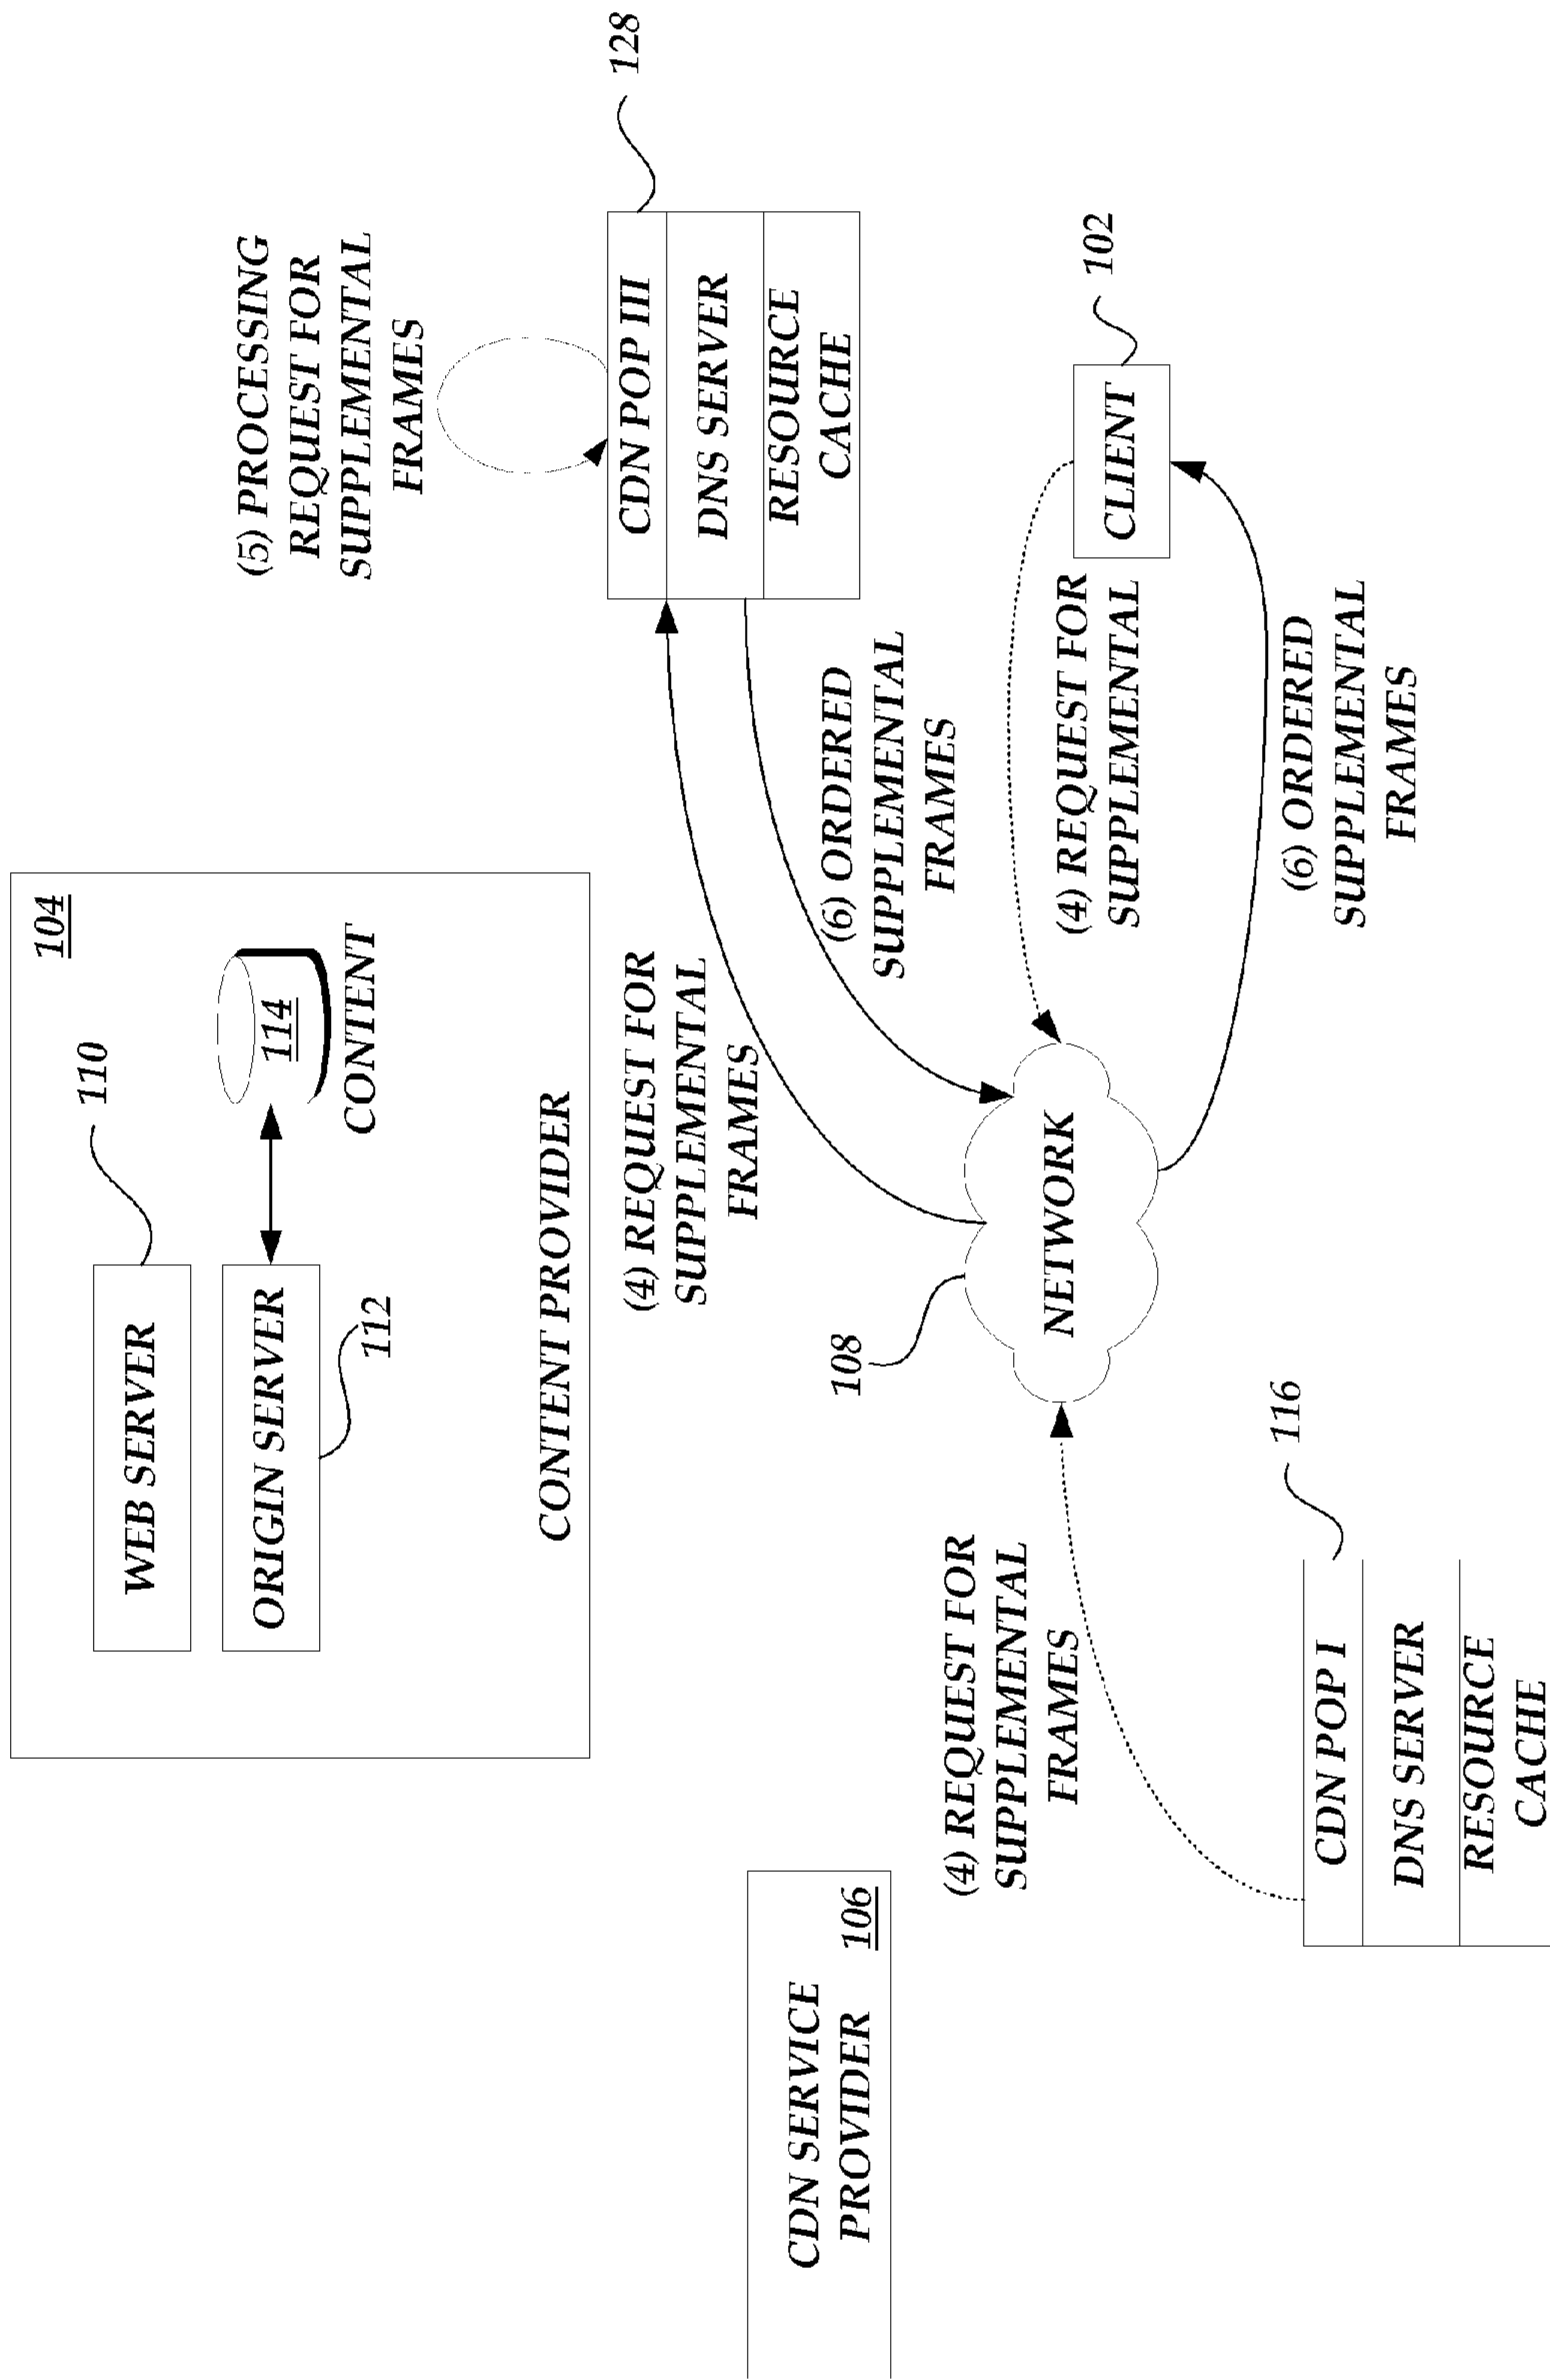 104
WEB SERVER
110
ORIGIN SERVER
112
114
CONTENT
CONTENT PROVIDER
(5) PROCESSING
REQUEST FOR
SUPPLEMENTAL
FRAMES
128
CDN POP III
DNS SERVER
RESOURCE
CACHE
(4) REQUEST FOR
SUPPLEMENTAL
FRAMES
(6) ORDERED
SUPPLEMENTAL
FRAMES
CDN SERVICE
PROVIDER
106
108
NETWORK
(4) REQUEST FOR
SUPPLEMENTAL
102
CLIENT
(4) REQUEST FOR
SUPPLEMENTAL
FRAMES
(6) ORDERED
SUPPLEMENTAL
FRAMES
116
CDN POP I
DNS SERVER
RESOURCE
CACHE